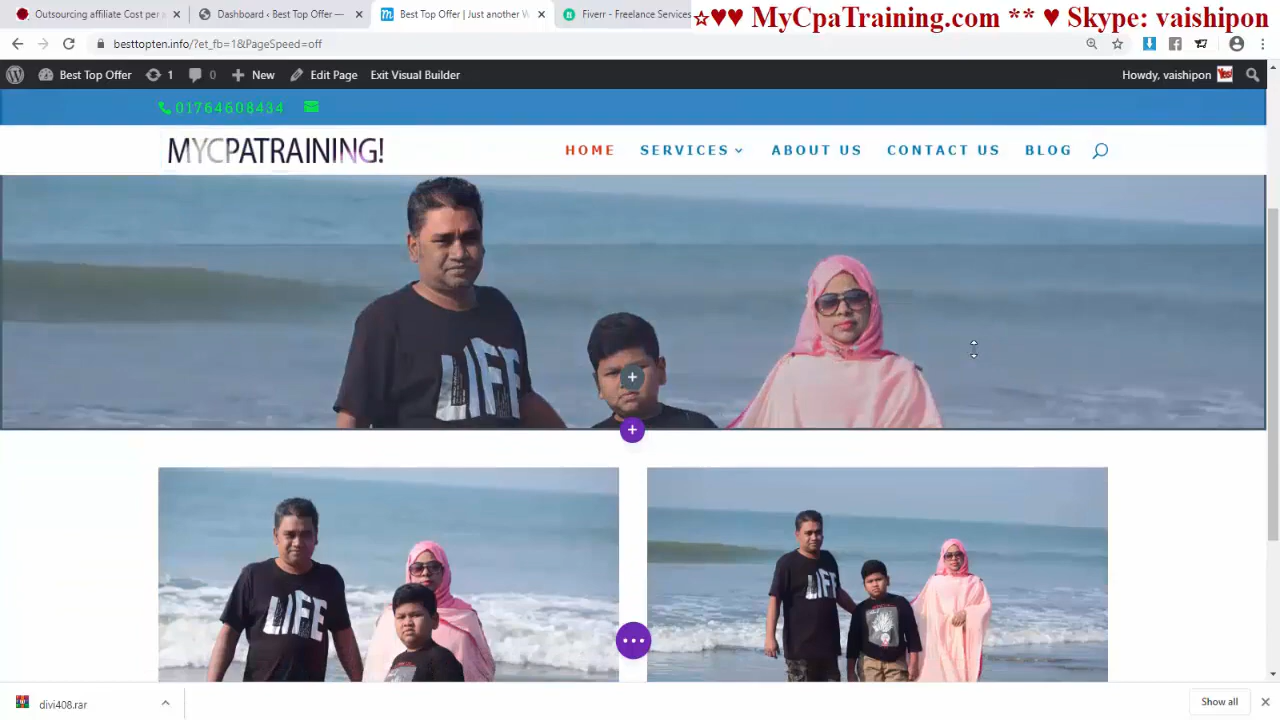 Outsourcing affiliate Cost per a
Dashboard ‹ Best Top Offer —
Best Top Offer | Just another W
Fiverr - Freelance Services
☆♥♥ MyCpaTraining.com ** ♥ Skype: vaishipon
besttopten.info/?et_fb=1&PageSpeed=off
Best Top Offer
1
0
New
Edit Page
Exit Visual Builder
Howdy, vaishipon
01764608434
MYCPATRAINING!
HOME
SERVICES
ABOUT US
CONTACT US
BLOG
LIFE
LIFE
LIFE
divi408.rar
Show all